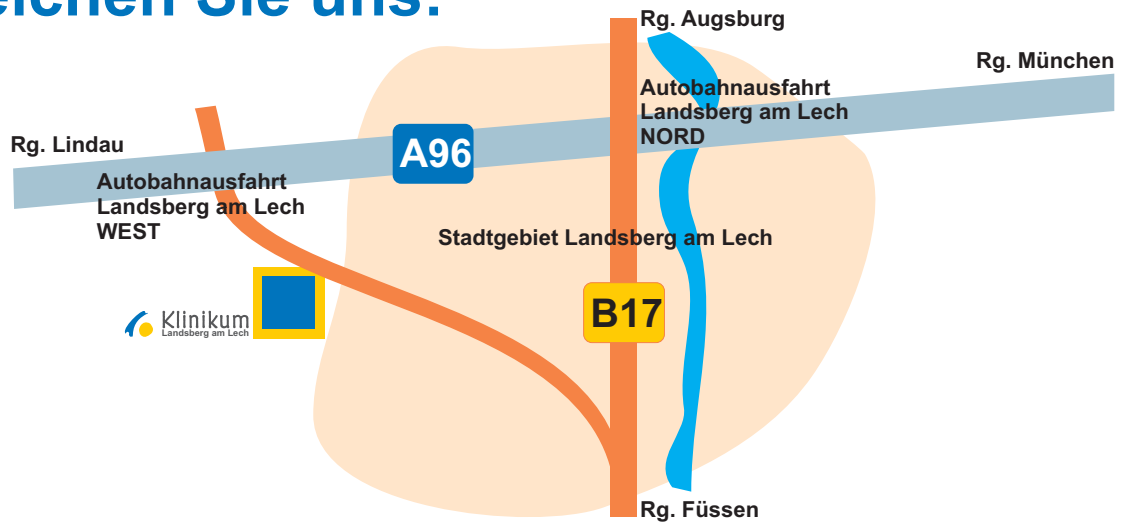 eichen Sie uns:
Rg. Augsburg
Rg. München
Autobahnausfahrt
Landsberg am Lech
NORD
Rg. Lindau
A96
Autobahnausfahrt
Landsberg am Lech
WEST
Stadtgebiet Landsberg am Lech
B17
Klinikum
Landsberg am Lech
Rg. Füssen